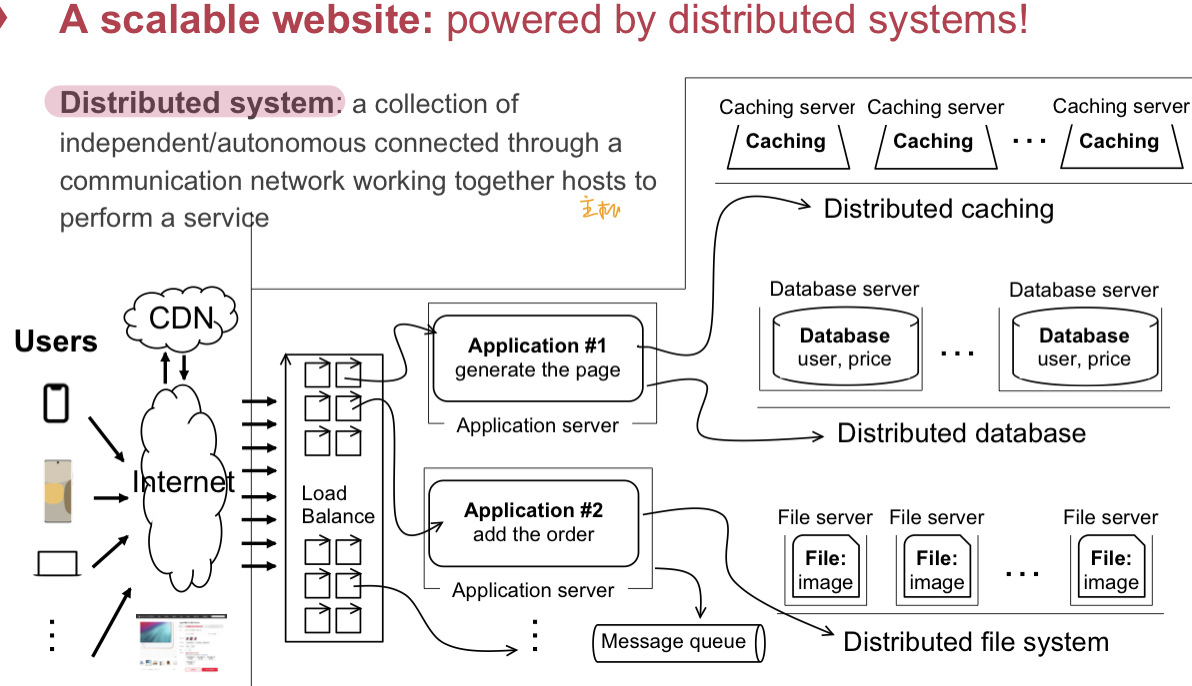 A scalable website: powered by distributed systems!
Distributed system: a collection of
independent/autonomous connected through a
communication network working together hosts to
perform a service
主机
Caching server Caching server Caching server
Caching Caching ... Caching
Distributed caching
Database server Database server
Database
user, price
...
Database
user, price
Distributed database
CDN
Users
Internet
Load
Balance
Application #1
generate the page
Application server
Application #2
add the order
Application server
Message queue
File server File server File server
File:
image
File:
image
...
File:
image
Distributed file system